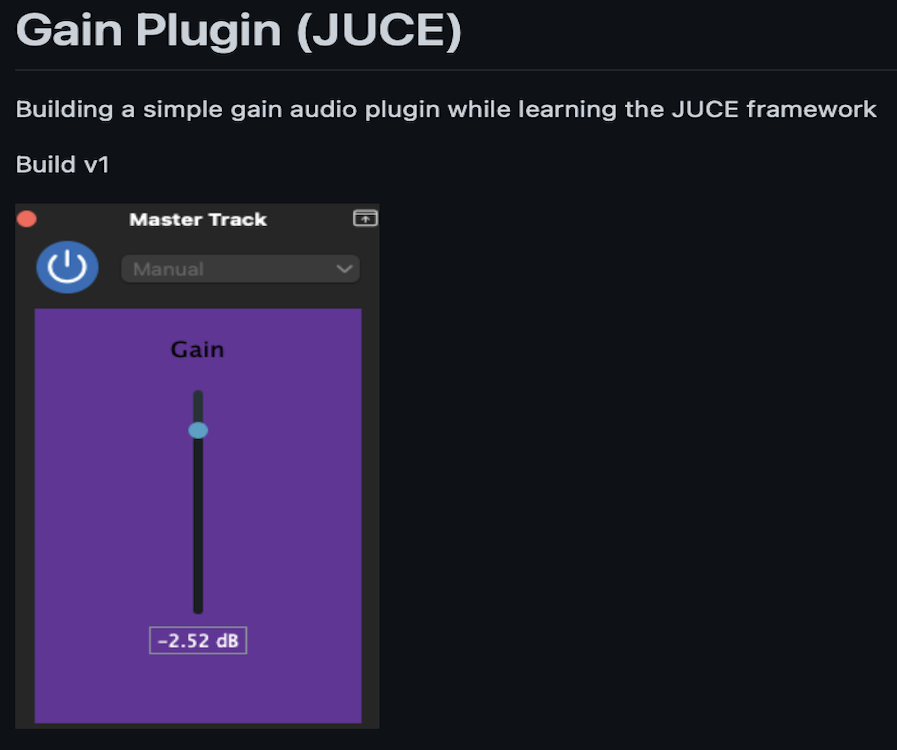 Gain Plugin (JUCE)
Building a simple gain audio plugin while learning the JUCE framework
Build v1
Master Track
Manual
Gain
-2.52 dB